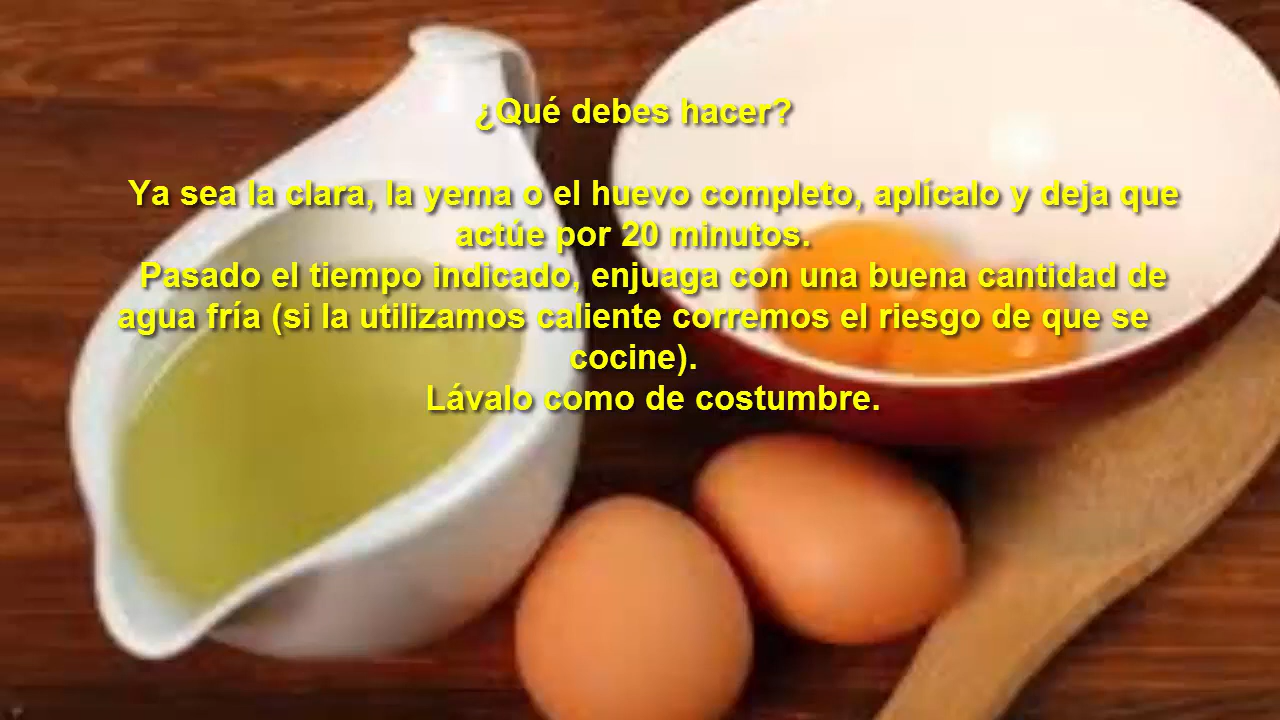 ¿Qué debes hacer?
Ya sea la clara, la yema o el huevo completo, aplícalo y deja que
actúe por 20 minutos.
Pasado el tiempo indicado, enjuaga con una buena cantidad de
agua fría (si la utilizamos caliente corremos el riesgo de que se
cocine).
Lávalo como de costumbre.